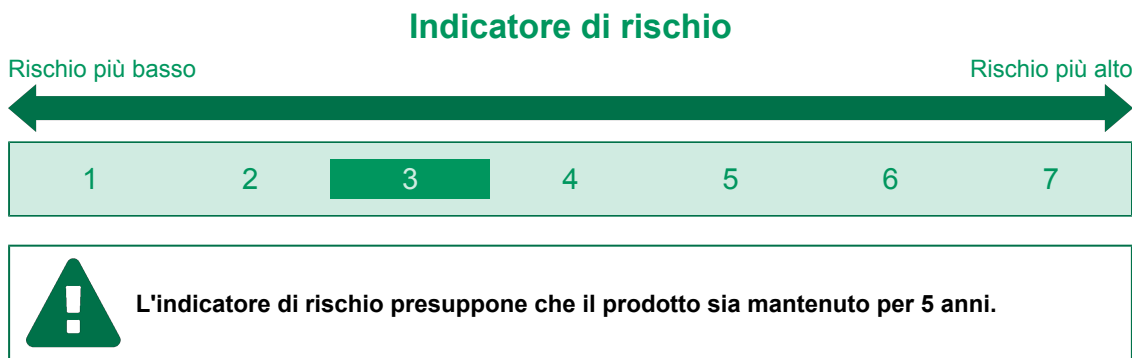 Indicatore di rischio
Rischio più basso
Rischio più alto
1 2 3 4 5 6 7
L'indicatore di rischio presuppone che il prodotto sia mantenuto per 5 anni.